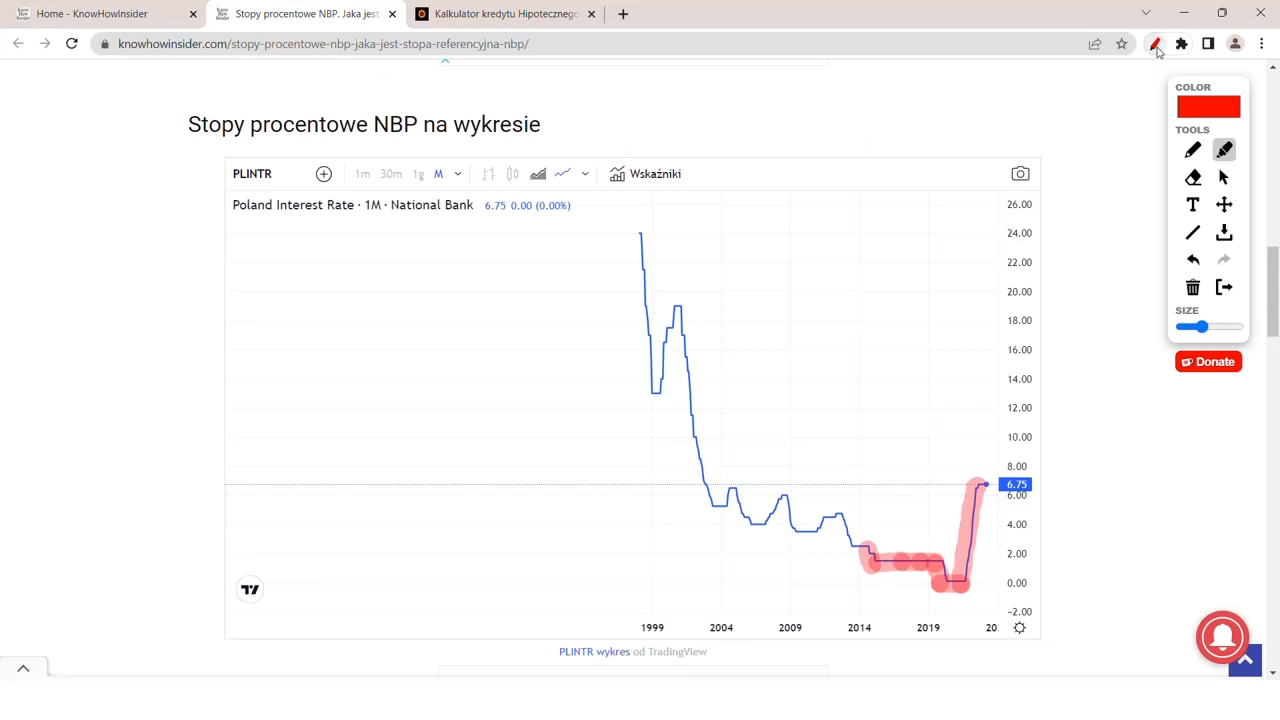 Home - KnowHowInsider
Stopy procentowe NBP. Jaka jest
Kalkulator kredytu Hipotecznego
knowhowinsider.com/stopy-procentowe-nbp-jaka-jest-stopa-referencyjna-nbp/
COLOR
TOOLS
SIZE
Donate
Stopy procentowe NBP na wykresie
PLINTR 1m 30m 1g M Wskaźniki
Poland Interest Rate · 1M · National Bank 6.75 0.00 (0.00%)
26.00
24.00
22.00
20.00
18.00
16.00
14.00
12.00
10.00
8.00
6.75
6.00
4.00
2.00
0.00
−2.00
1999 2004 2009 2014 2019 20
PLINTR wykres od TradingView